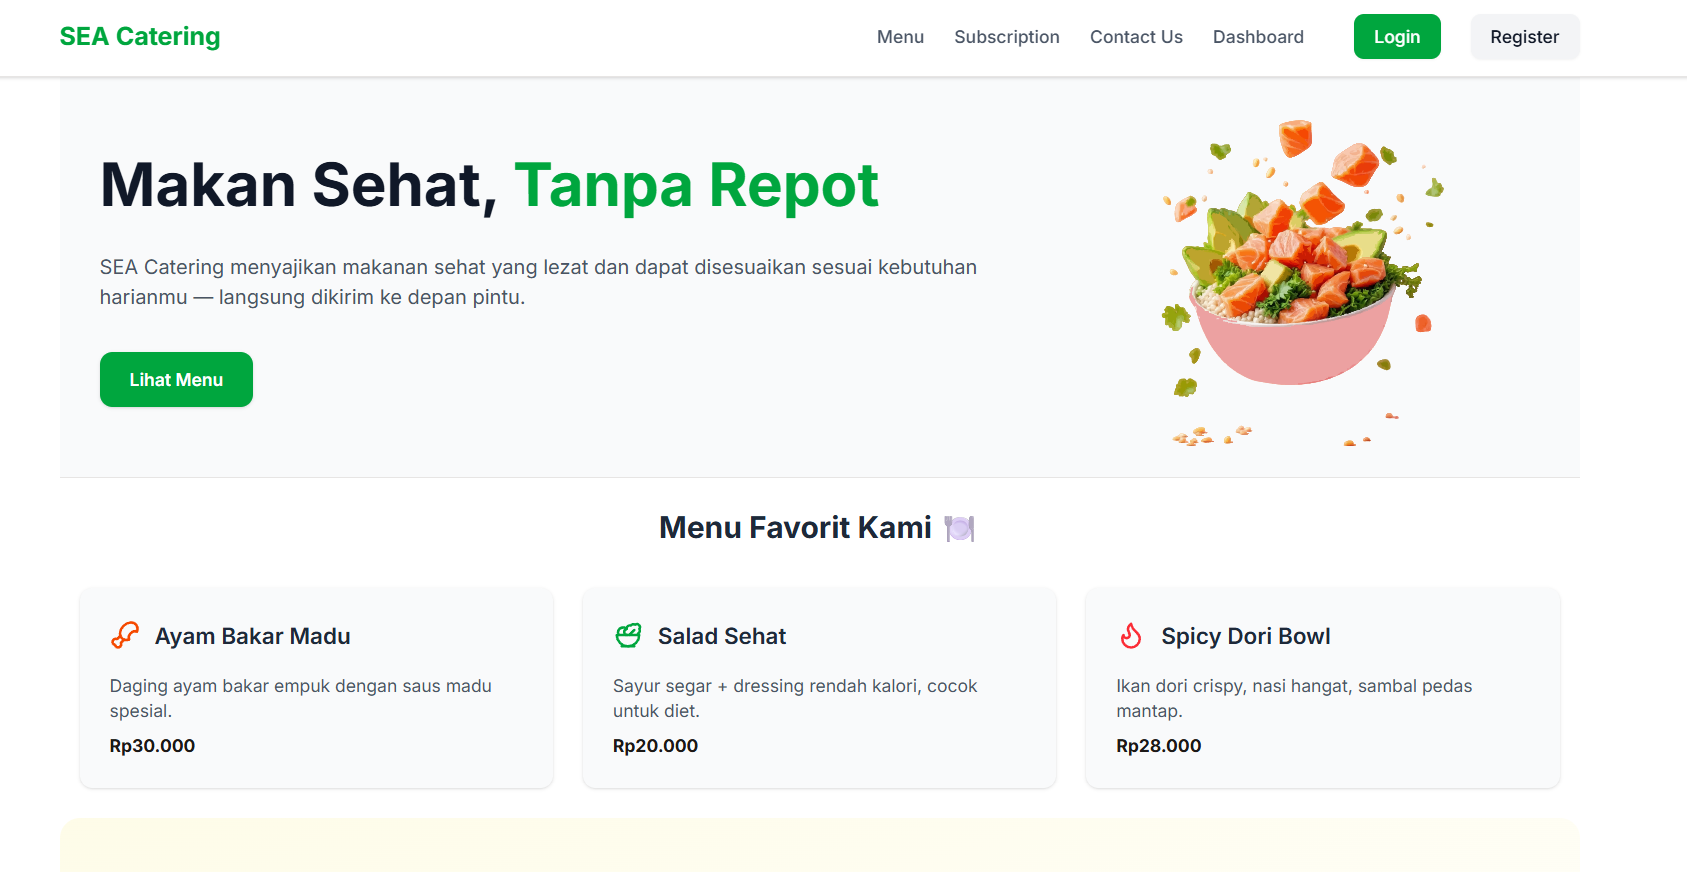 SEA Catering
Menu
Subscription
Contact Us
Dashboard
Login
Register
Makan Sehat, Tanpa Repot
SEA Catering menyajikan makanan sehat yang lezat dan dapat disesuaikan sesuai kebutuhan
harianmu — langsung dikirim ke depan pintu.
Lihat Menu
Menu Favorit Kami 🍽️
Ayam Bakar Madu
Daging ayam bakar empuk dengan saus madu
spesial.
Rp30.000
Salad Sehat
Sayur segar + dressing rendah kalori, cocok
untuk diet.
Rp20.000
Spicy Dori Bowl
Ikan dori crispy, nasi hangat, sambal pedas
mantap.
Rp28.000